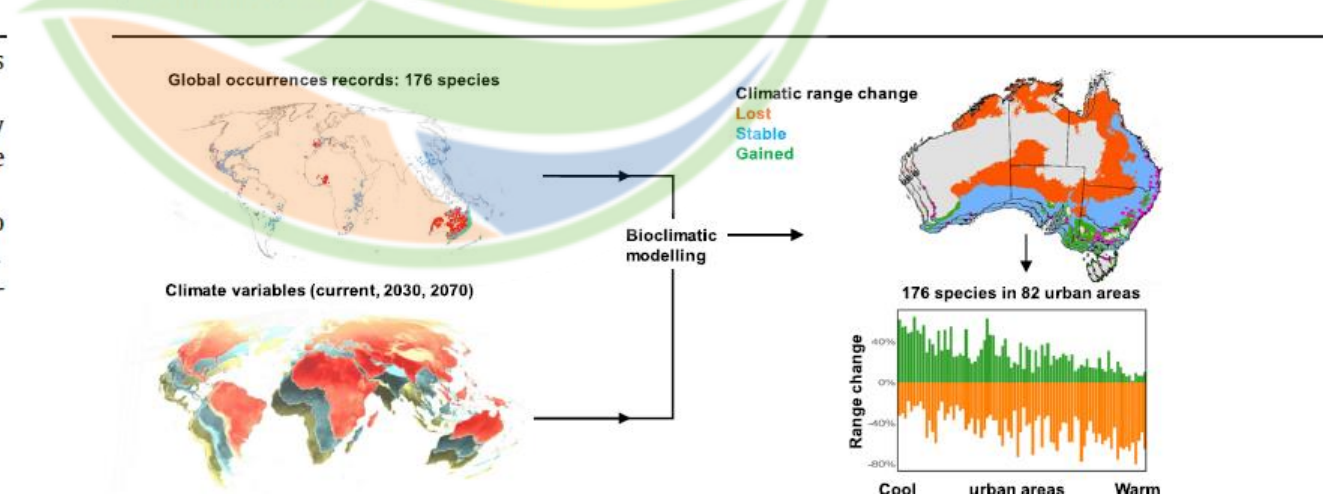 Global occurrences records: 176 species
Climatic range change
Lost
Stable
Gained
Bioclimatic
modelling
Climate variables (current, 2030, 2070)
176 species in 82 urban areas
Range change
40%
0%
-40%
-80%
Cool urban areas Warm